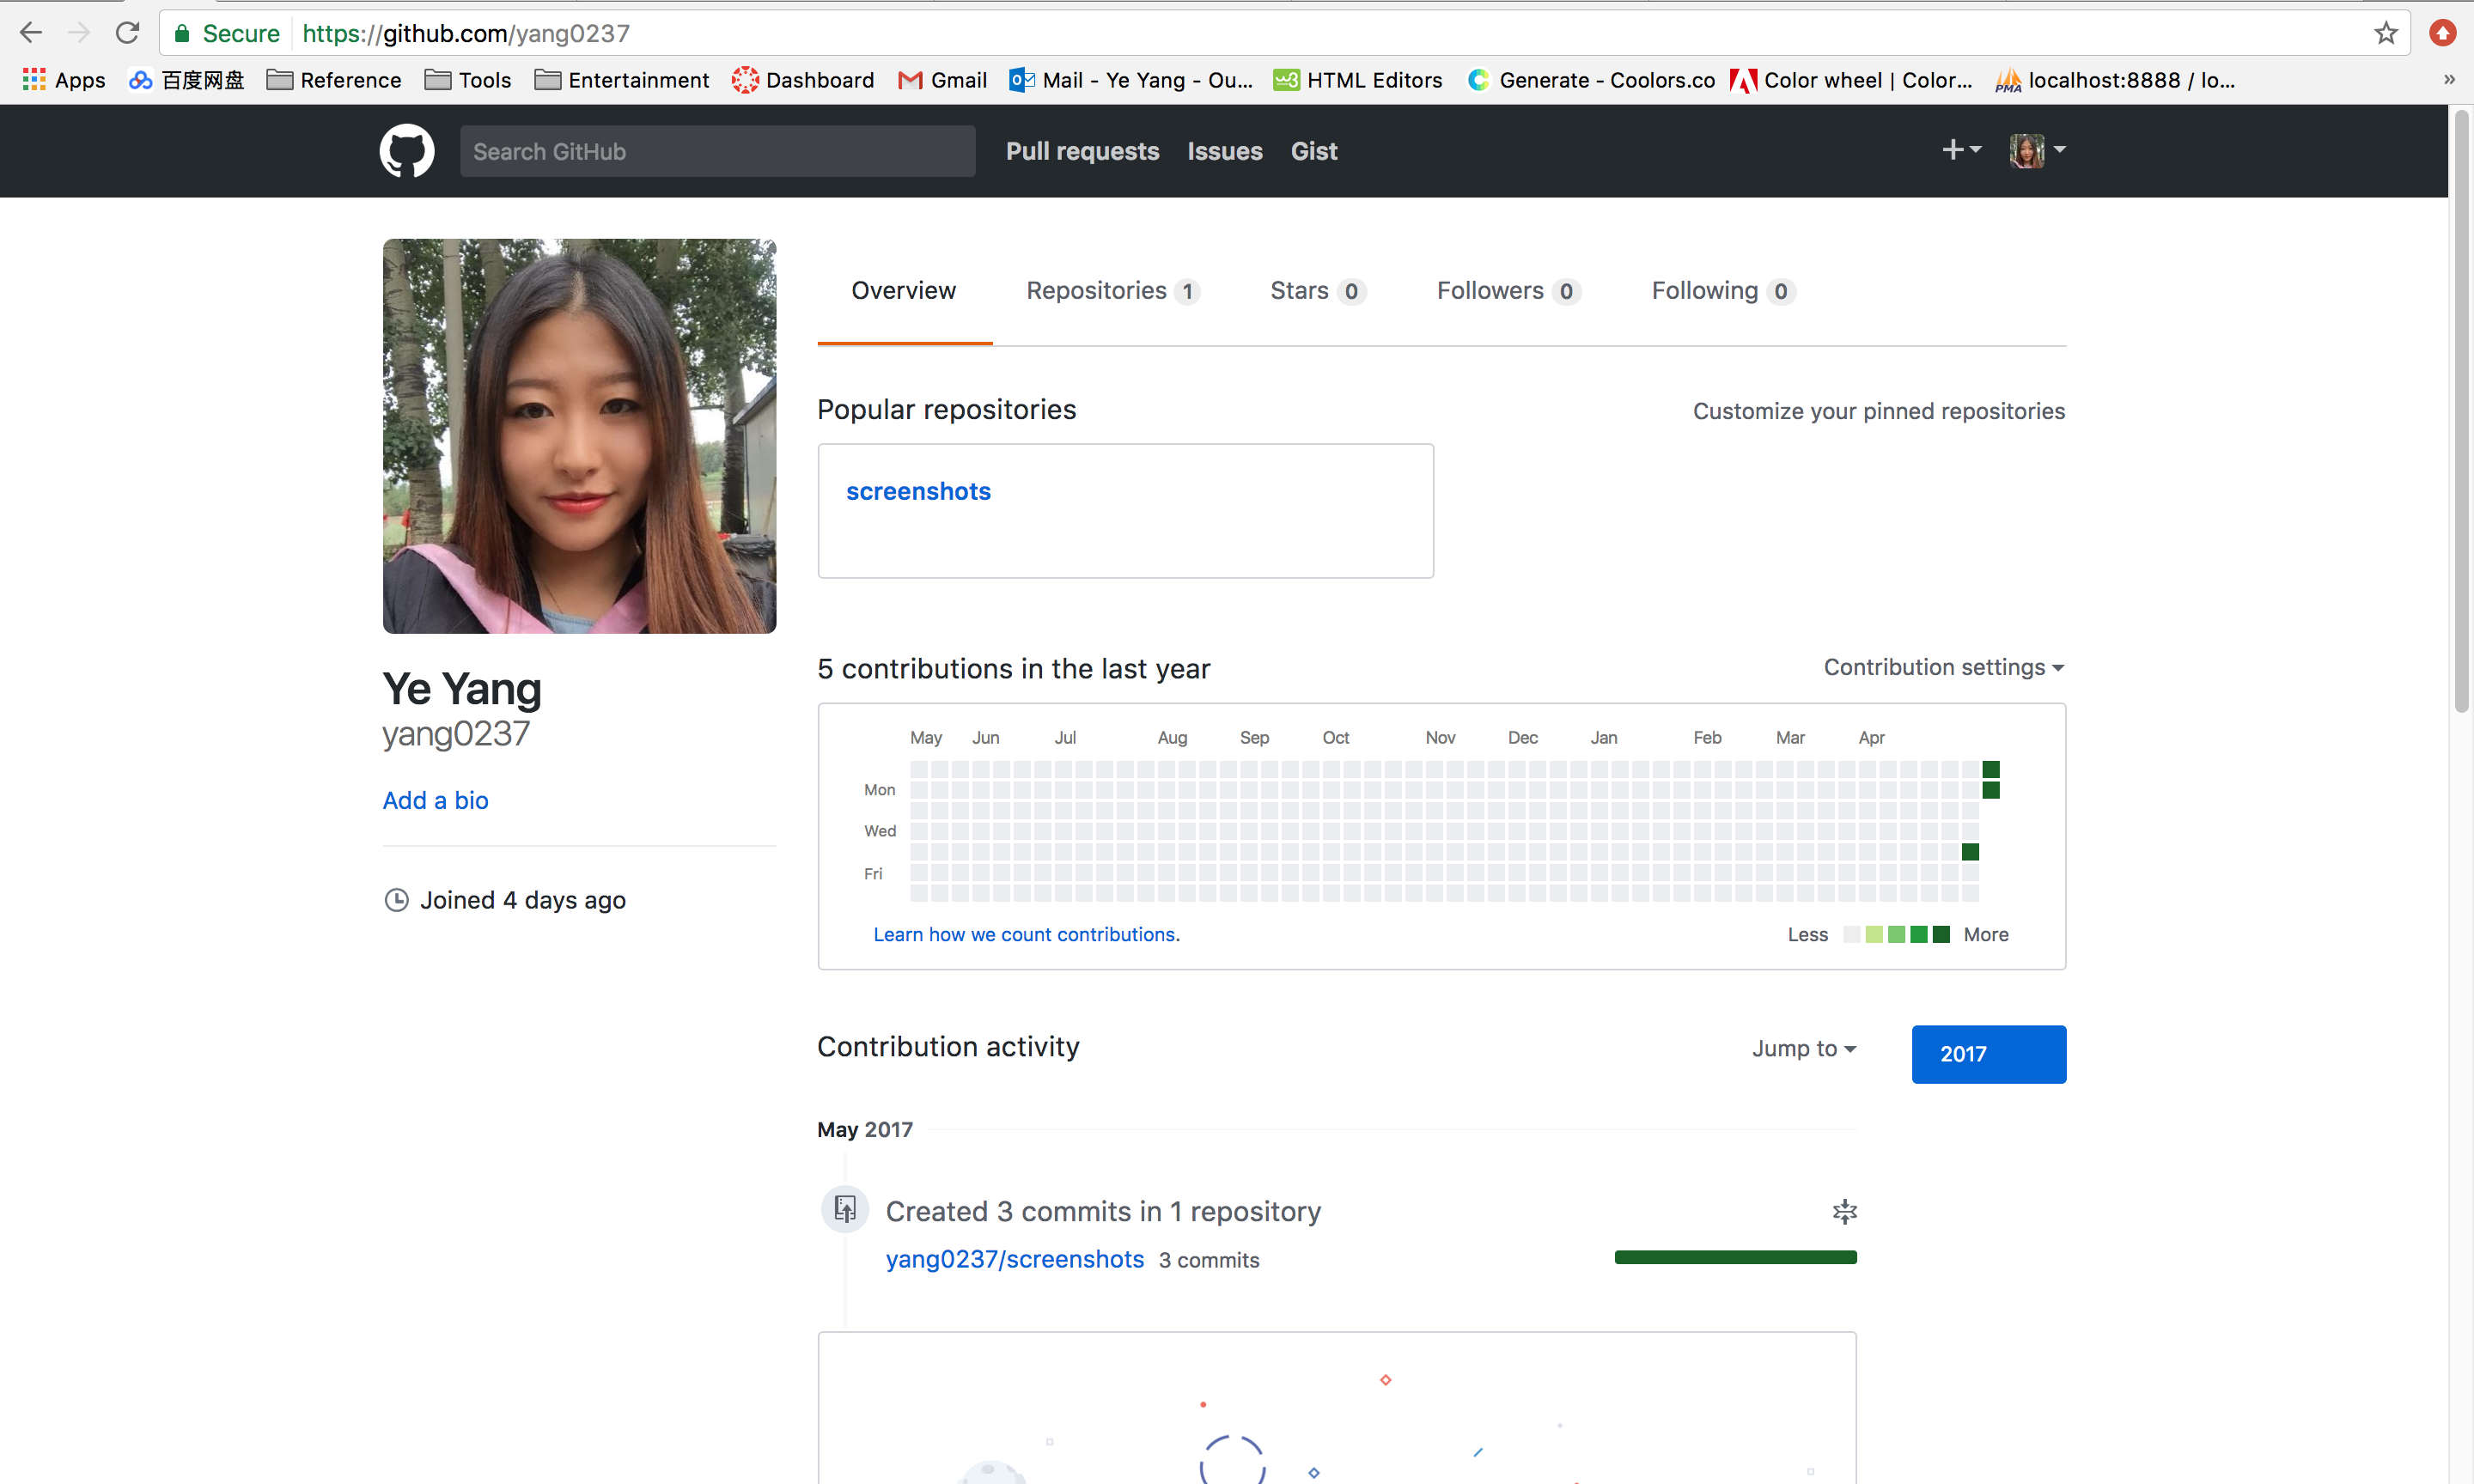 Secure https://github.com/yang0237
Apps 百度网盘 Reference Tools Entertainment Dashboard Gmail Mail - Ye Yang - Ou... HTML Editors Generate - Coolors.co Color wheel | Color... localhost:8888 / lo... »
Search GitHub Pull requests Issues Gist
Overview Repositories 1 Stars 0 Followers 0 Following 0
Popular repositories Customize your pinned repositories
screenshots
Ye Yang
yang0237
Add a bio
Joined 4 days ago
5 contributions in the last year Contribution settings
May Jun Jul Aug Sep Oct Nov Dec Jan Feb Mar Apr
Mon
Wed
Fri
Learn how we count contributions. Less More
Contribution activity Jump to 2017
May 2017
Created 3 commits in 1 repository
yang0237/screenshots 3 commits